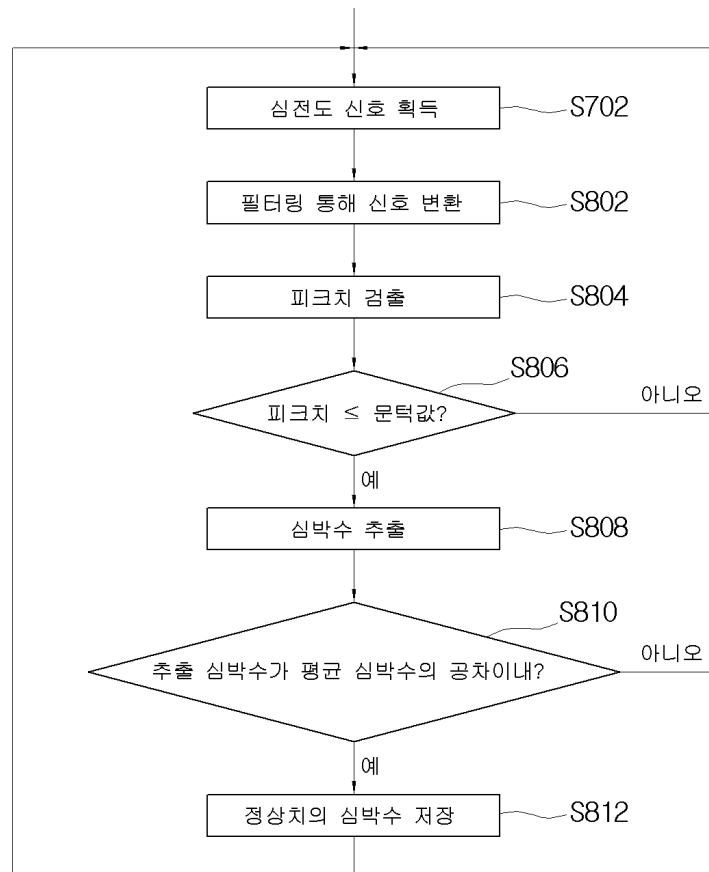 심전도 신호 획득
S702
필터링 통해 신호 변환
S802
피크치 검출
S804
S806
피크치 ≤ 문턱값?
아니오
예
심박수 추출
S808
S810
추출 심박수가 평균 심박수의 공차이내?
아니오
예
정상치의 심박수 저장
S812